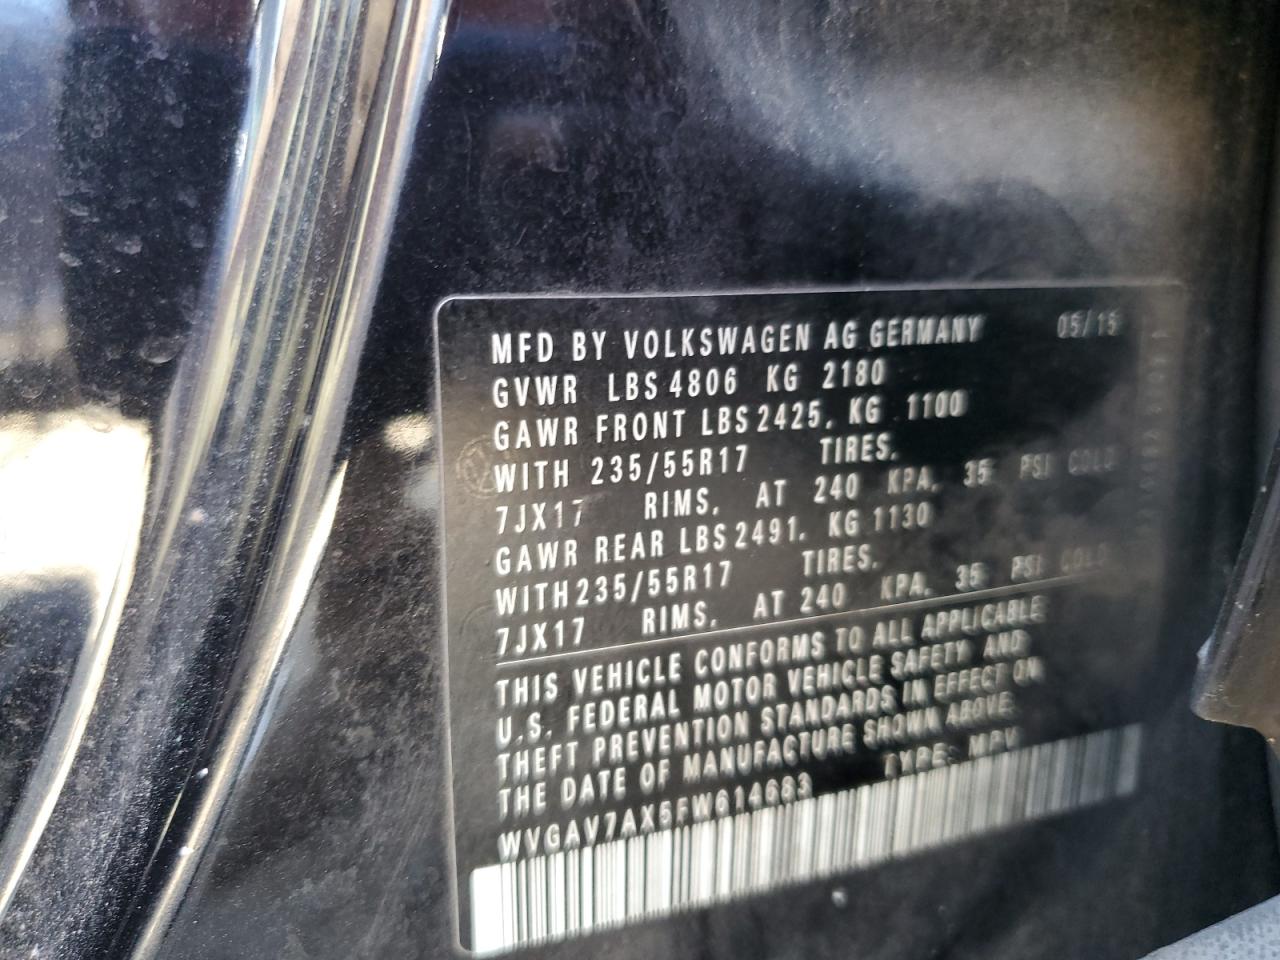 MFD BY VOLKSWAGEN AG GERMANY 05/15
GVWR LBS 4806 KG 2180
GAWR FRONT LBS 2425, KG 1100
WITH 235/55R17 TIRES,
7JX17 RIMS, AT 240 KPA, 35 PSI COLD
GAWR REAR LBS 2491, KG 1130
WITH 235/55R17 TIRES,
7JX17 RIMS, AT 240 KPA, 35 PSI COLD
THIS VEHICLE CONFORMS TO ALL APPLICABLE
U.S. FEDERAL MOTOR VEHICLE SAFETY AND
THEFT PREVENTION STANDARDS IN EFFECT ON
THE DATE OF MANUFACTURE SHOWN ABOVE
WVGAV7AX5FW614683 TYPE: MPV